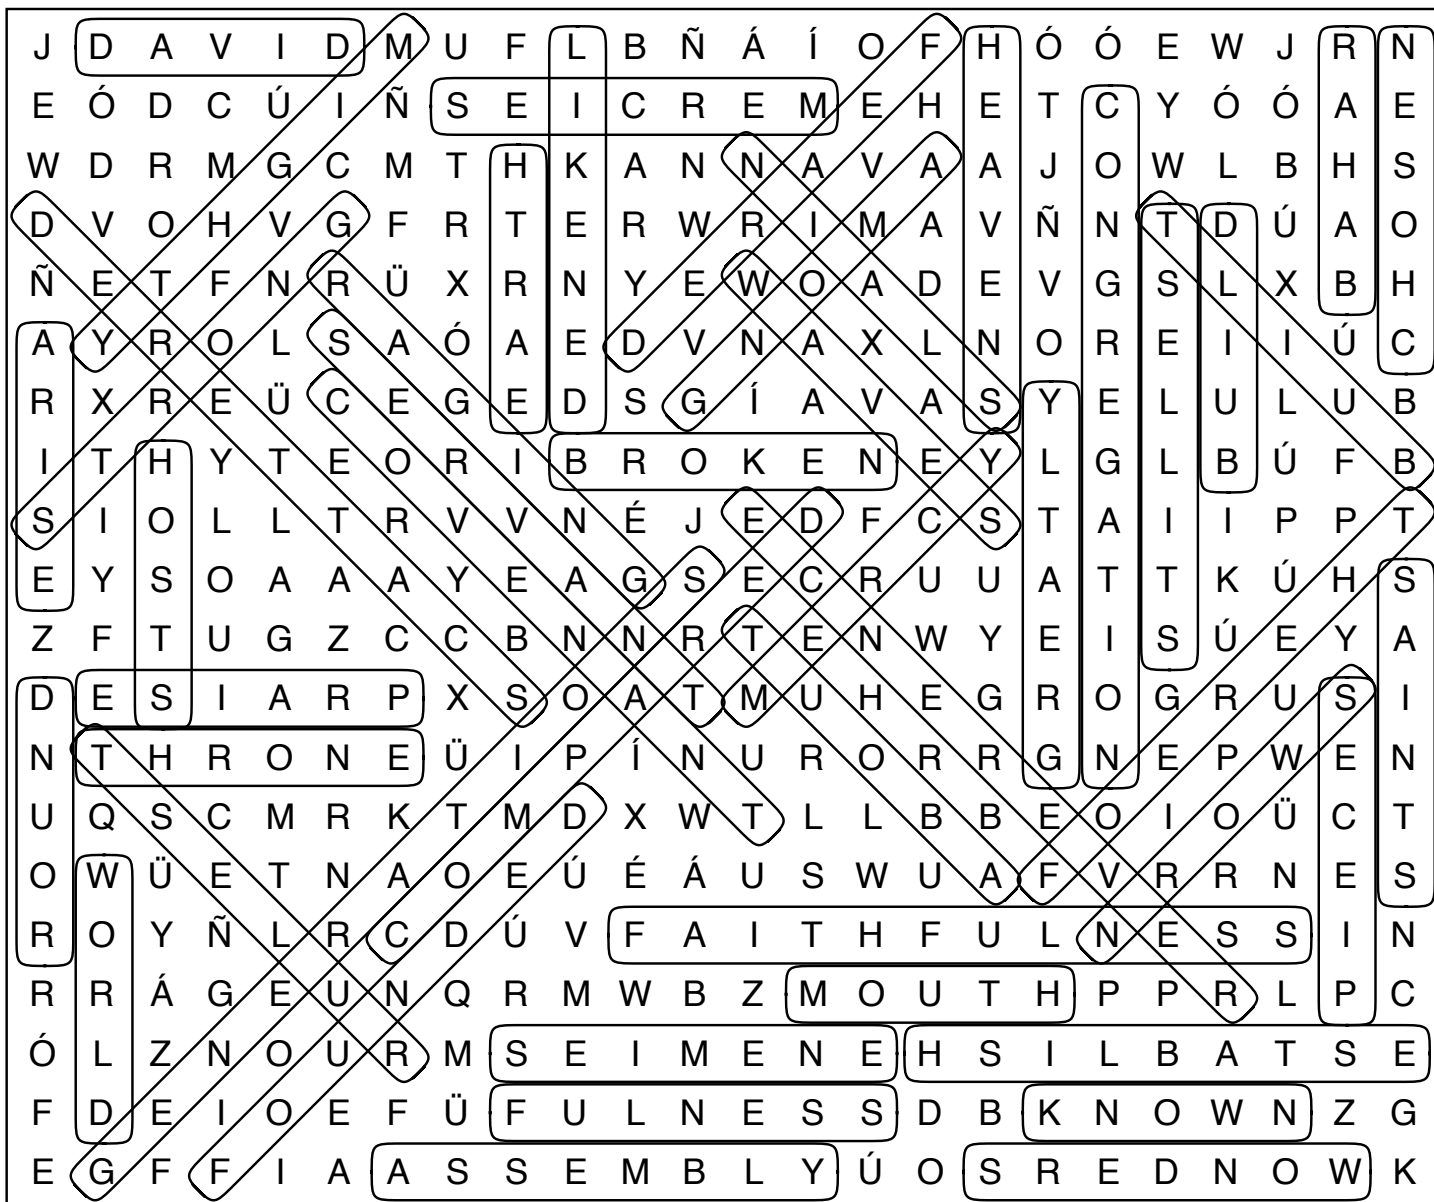 J D A V I D M U F L B Ñ Á Í O F H Ó Ó E W J R N
E Ó D C Ú I Ñ S E I C R E M E H E T C Y Ó Ó A E
W D R M G C M T H K A N N A V A A J O W L B H S
D V O H V G F R T E R W R I M A V Ñ N T D Ú A O
Ñ E T F N R Ü X R N Y E W O A D E V G S L X B H
A Y R O L S A Ó A E D V N A X L N O R E I I Ú C
R X R E Ü C E G E D S G Í A V A S Y E L U L U B
I T H Y T E O R I B R O K E N E Y L G L B Ú F B
S I O L L T R V V N É J E D F C S T A I I P P T
E Y S O A A A Y E A G S E C R U U A T T K Ú H S
Z F T U G Z C C B N N R T E N W Y E I S Ú E Y A
D E S I A R P X S O A T M U H E G R O G R U S I
N T H R O N E Ü I P Í N U R O R R G N E P W E N
U Q S C M R K T M D X W T L L B B E O I O Ü C T
O W Ü E T N A O E Ú É Á U S W U A F V R R N E S
R O Y Ñ L R C D Ú V F A I T H F U L N E S S I N
R R Á G E U N Q R M W B Z M O U T H P P R L P C
Ó L Z N O U R M S E I M E N E H S I L B A T S E
F D E I O E F Ü F U L N E S S D B K N O W N Z G
E G F F I A A S S E M B L Y Ú O S R E D N O W K